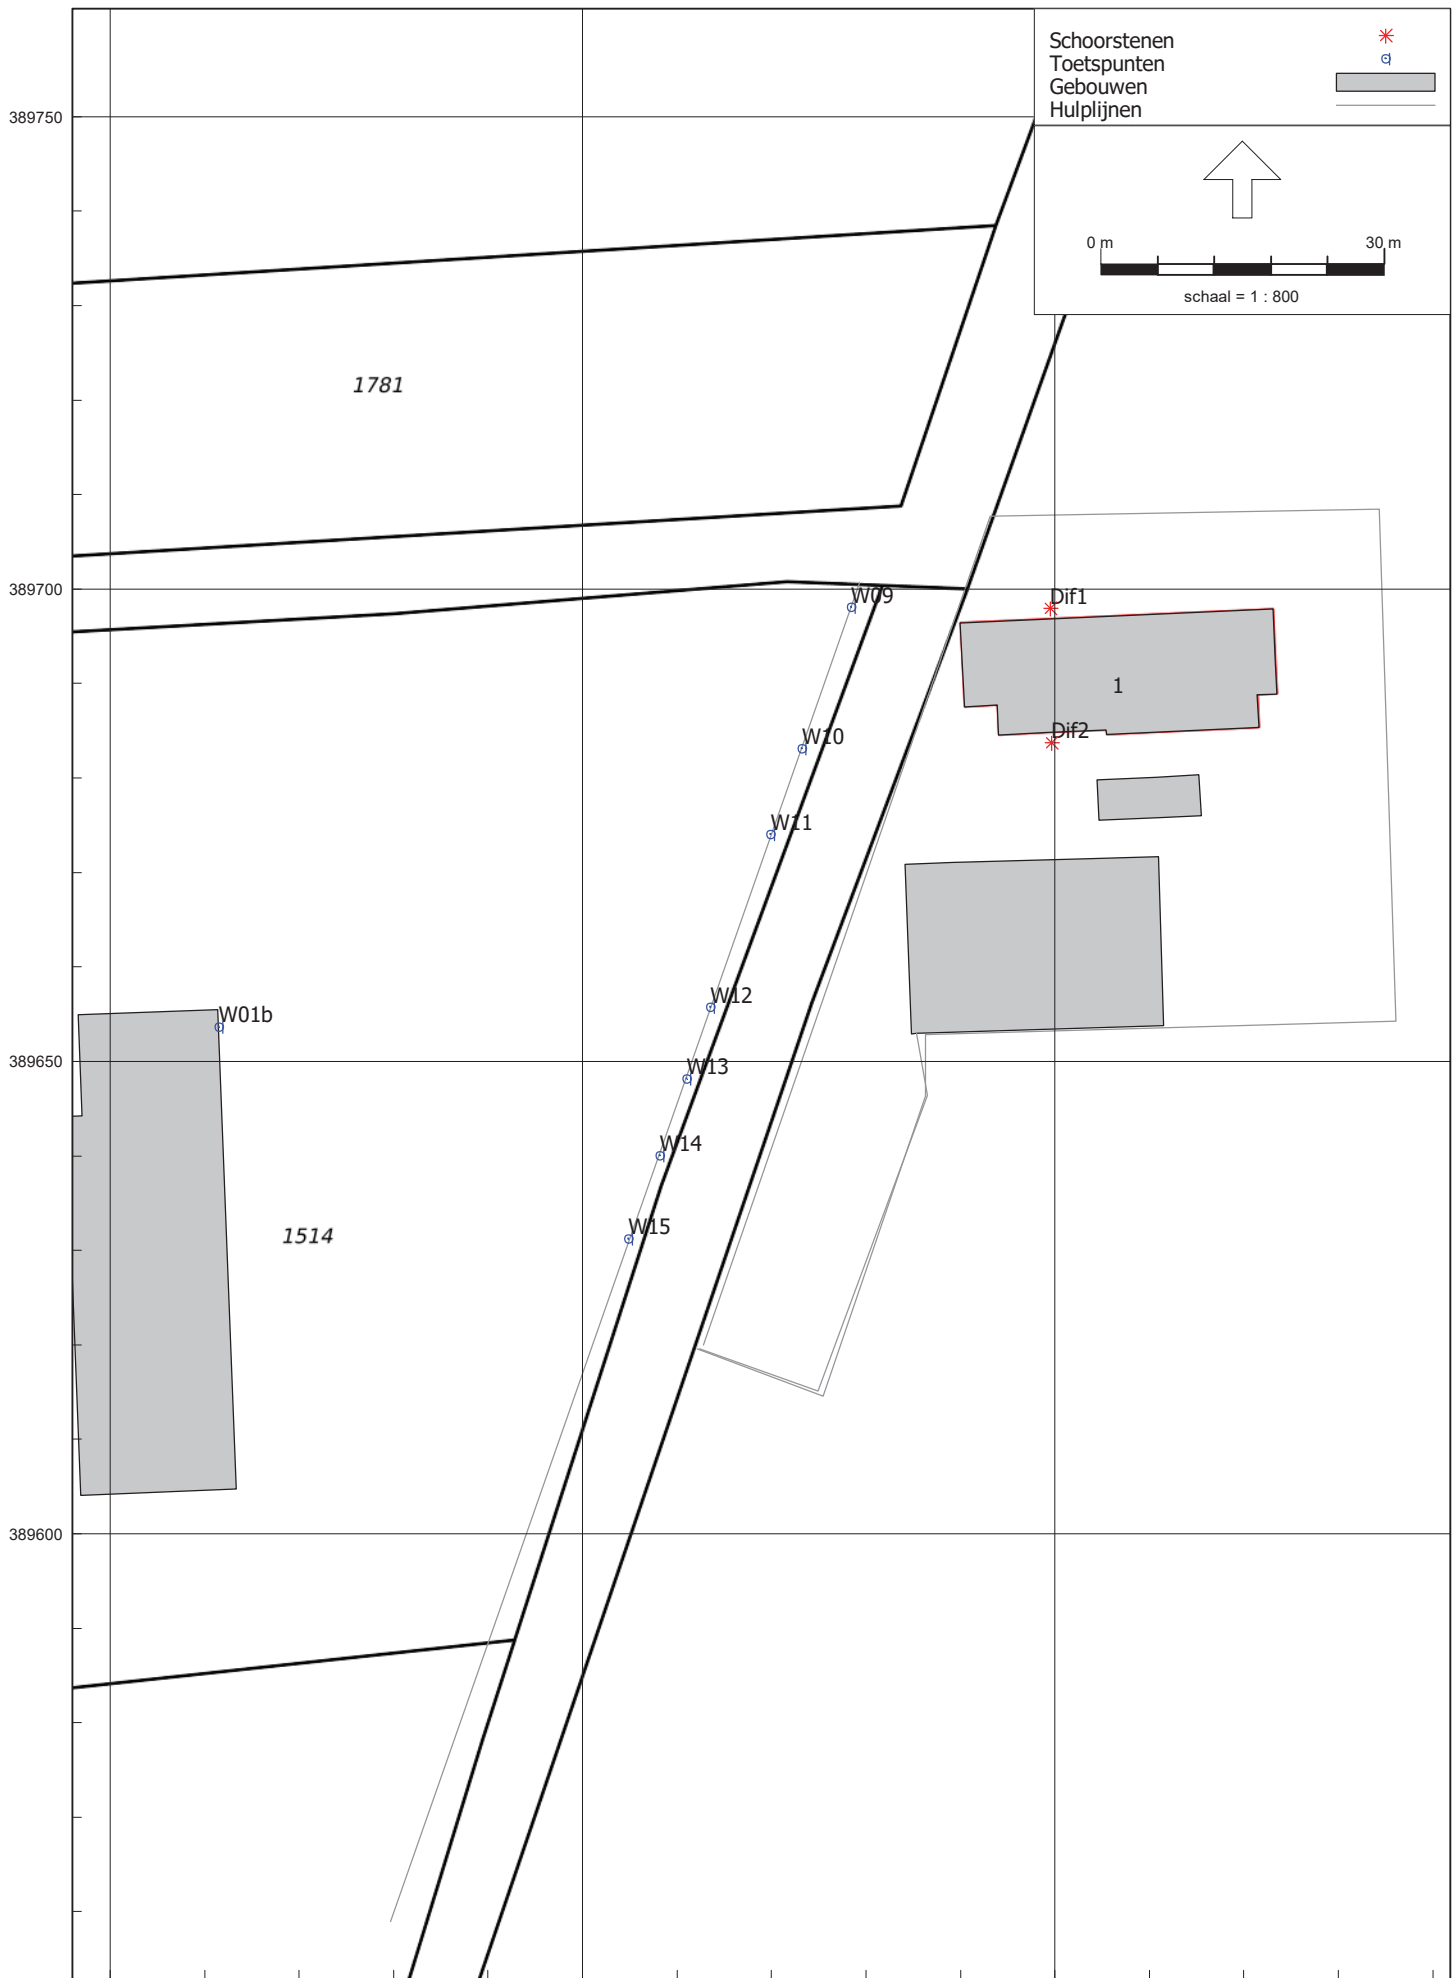 Schoorstenen
Toetspunten
Gebouwen
Hulplijnen
389750
0 m 30 m
schaal = 1 : 800
1781
389700
W09
Dif1
1
W10
Dif2
W11
W12
W01b
389650
W13
W14
W15
1514
389600